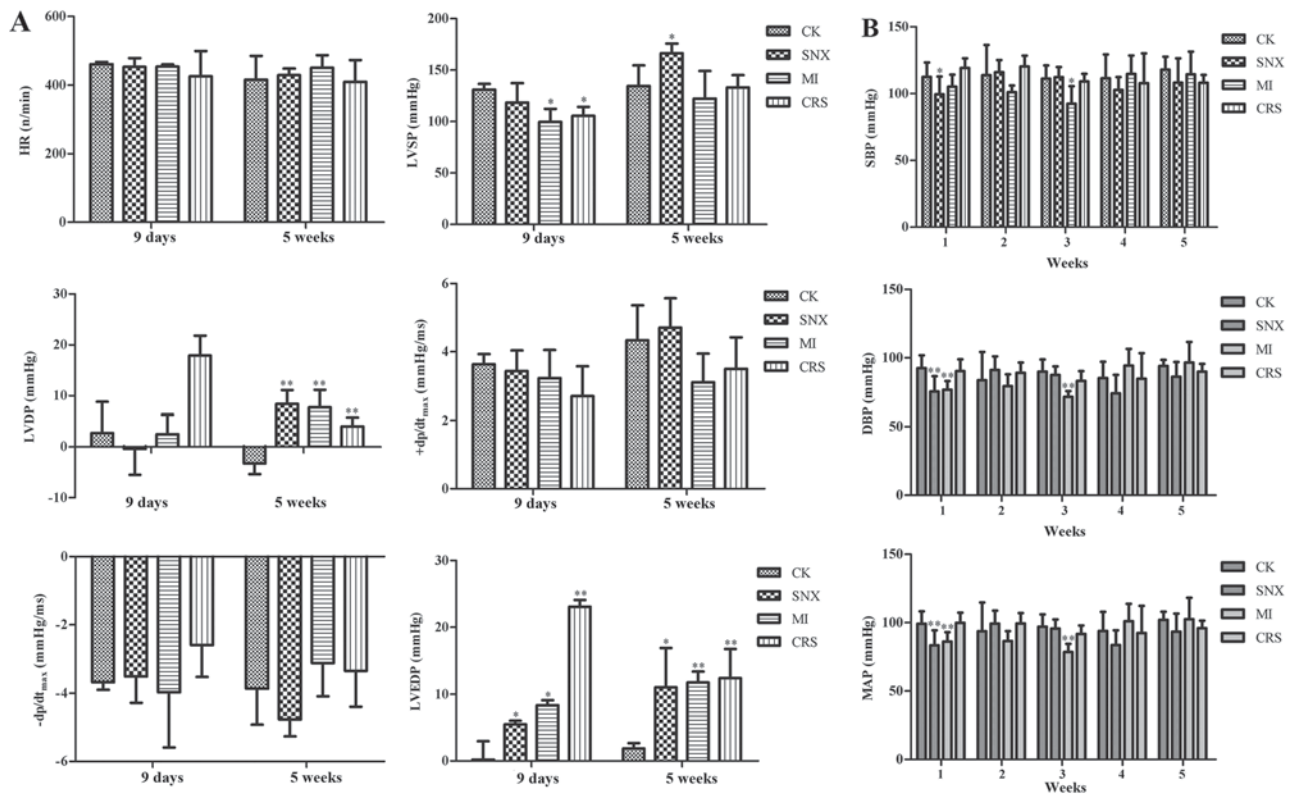 A
HR (n/min)
600
400
200
0
9 days
5 weeks
LVSP (mmHg)
200
150
100
50
0
*
*
*
9 days
5 weeks
CK
SNX
MI
CRS
LVDP (mmHg)
30
20
10
0
-10
**
**
**
9 days
5 weeks
+dp/dtmax (mmHg/ms)
6
4
2
0
9 days
5 weeks
CK
SNX
MI
CRS
-dp/dtmax (mmHg/ms)
0
-2
-4
-6
9 days
5 weeks
LVEDP (mmHg)
30
20
10
0
*
*
**
*
**
**
9 days
5 weeks
CK
SNX
MI
CRS
B
SBP (mmHg)
150
100
50
0
*
*
1
2
3
4
5
Weeks
CK
SNX
MI
CRS
DBP (mmHg)
150
100
50
0
**
**
**
1
2
3
4
5
Weeks
CK
SNX
MI
CRS
MAP (mmHg)
150
100
50
0
**
**
**
1
2
3
4
5
Weeks
CK
SNX
MI
CRS